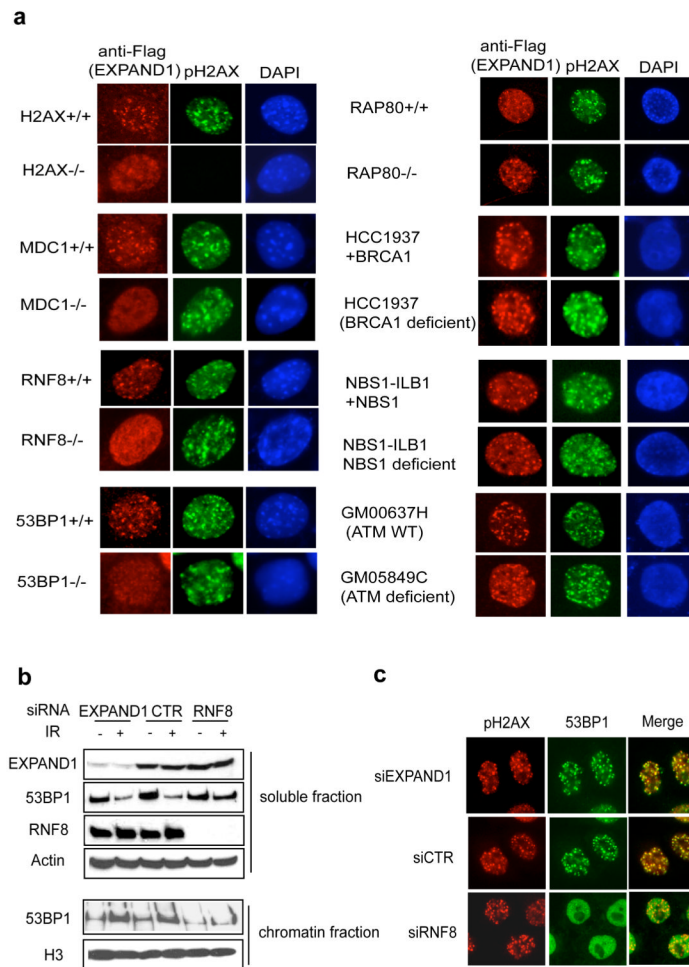 a
anti-Flag
(EXPAND1) pH2AX DAPI
H2AX+/+
H2AX-/-
MDC1+/+
MDC1-/-
RNF8+/+
RNF8-/-
53BP1+/+
53BP1-/-
anti-Flag
(EXPAND1) pH2AX DAPI
RAP80+/+
RAP80-/-
HCC1937
+BRCA1
HCC1937
(BRCA1 deficient)
NBS1-ILB1
+NBS1
NBS1-ILB1
NBS1 deficient
GM00637H
(ATM WT)
GM05849C
(ATM deficient)
b
siRNA EXPAND1 CTR RNF8
IR - + - + - +
EXPAND1
53BP1
RNF8
Actin
soluble fraction
53BP1
H3
chromatin fraction
c
pH2AX 53BP1 Merge
siEXPAND1
siCTR
siRNF8